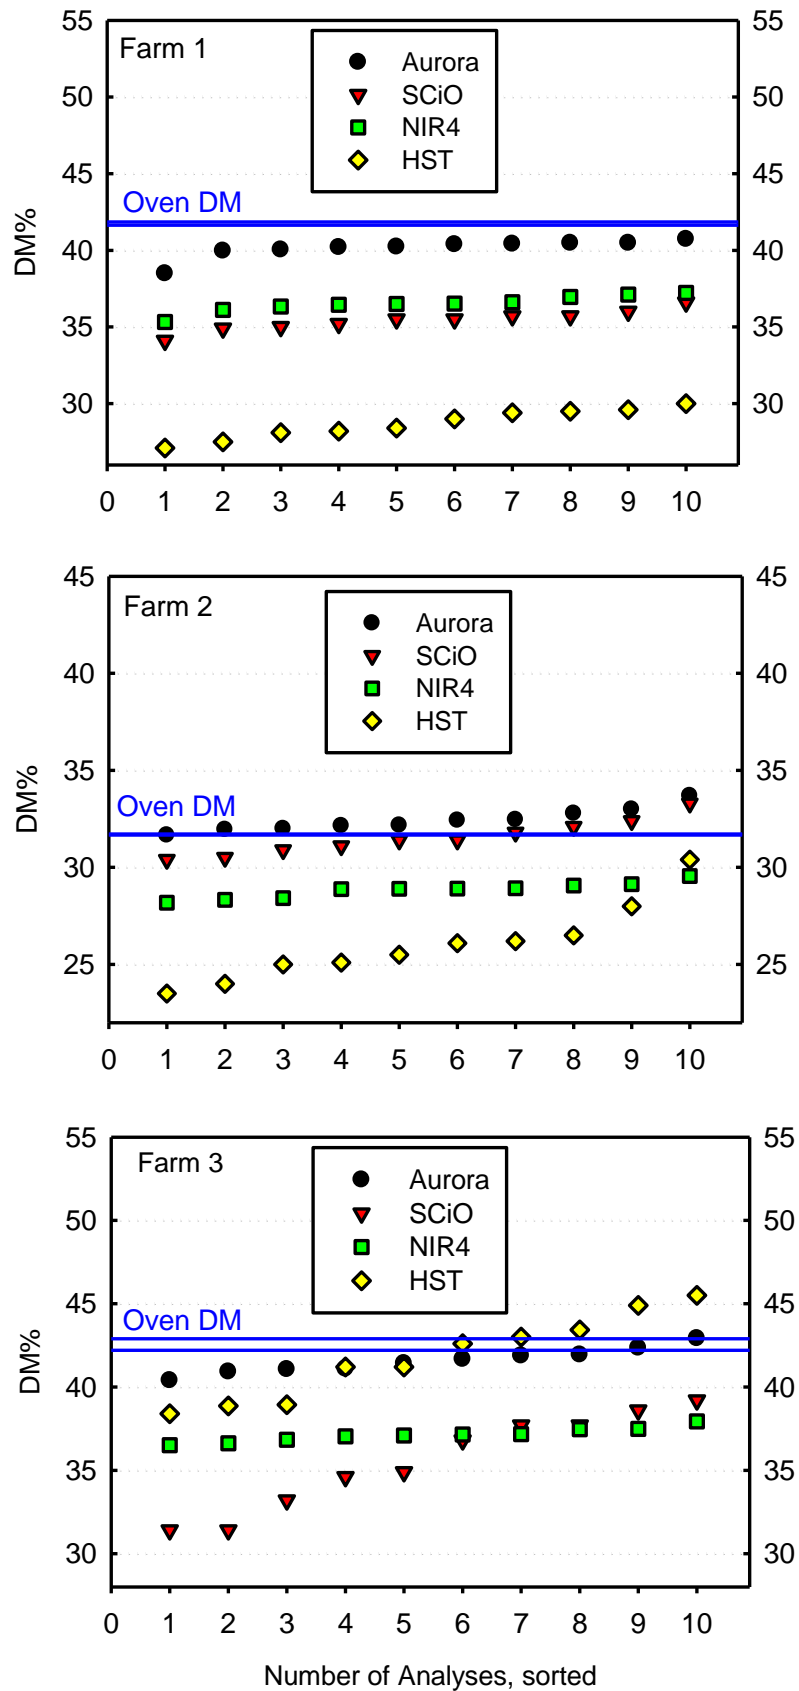 55 55
Farm 1
Aurora
SCiO
NIR4
HST
50 50
45 45
Oven DM
DM%
40 40
35 35
30 30
0 1 2 3 4 5 6 7 8 9 10
45 45
Farm 2
Aurora
SCiO
NIR4
HST
40 40
35 35
Oven DM
DM%
30 30
25 25
0 1 2 3 4 5 6 7 8 9 10
55 55
Farm 3
Aurora
SCiO
NIR4
HST
50 50
45 45
Oven DM
DM%
40 40
35 35
30 30
0 1 2 3 4 5 6 7 8 9 10
Number of Analyses, sorted